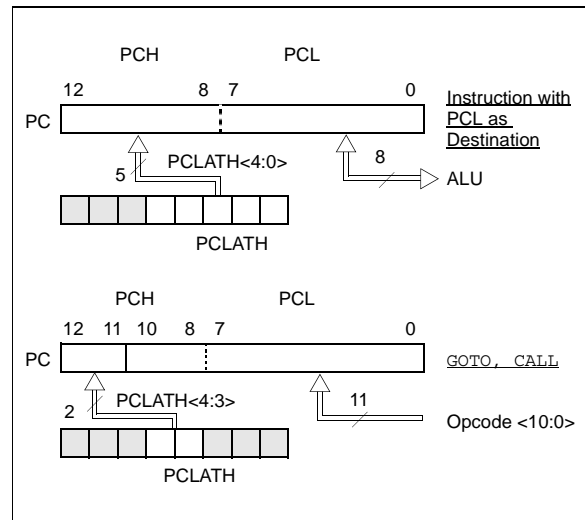 PCH PCL
12 8 7 0
Instruction with
PCL as
Destination
PC
5 PCLATH<4:0> 8
ALU
PCLATH
PCH PCL
12 11 10 8 7 0
PC GOTO, CALL
2 PCLATH<4:3> 11
Opcode <10:0>
PCLATH